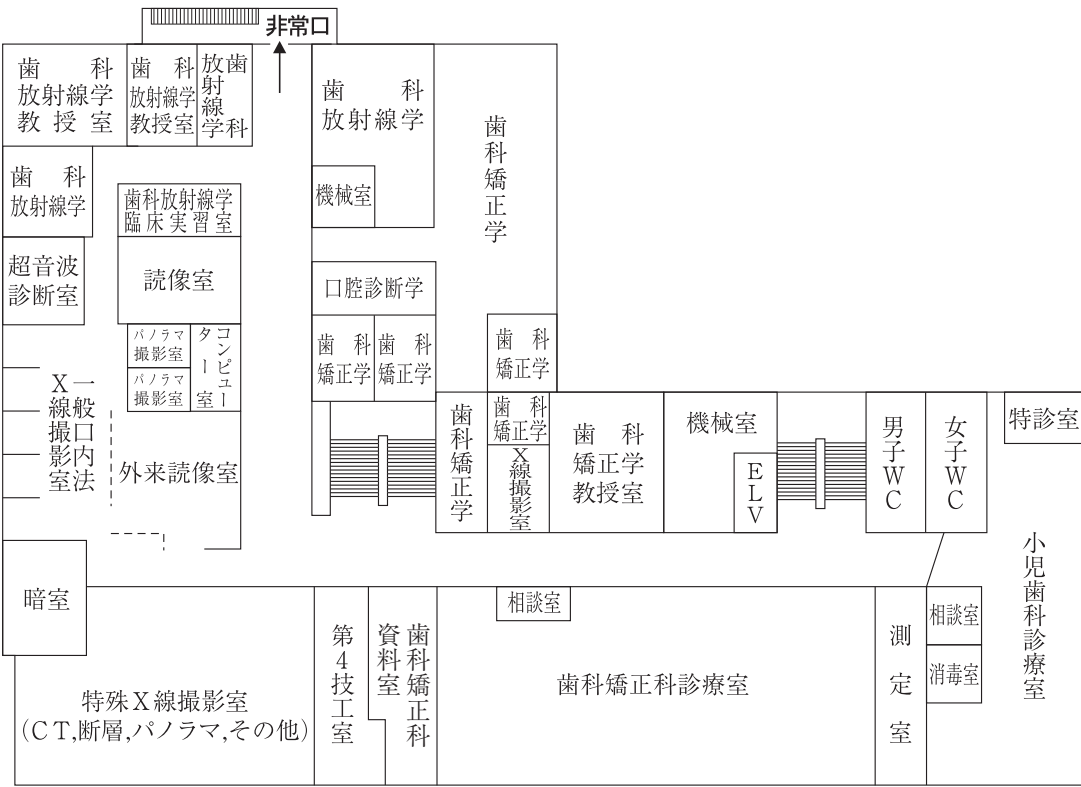 非常口
歯科
放射線学
教授室
歯科
放射線学
教授室
歯科
放射線学
歯科
放射線学
歯科矯正学
機械室
歯科
放射線学
歯科放射線学
臨床実習室
超音波
診断室
読像室
口腔診断学
パノラマ
撮影室
パノラマ
撮影室
コンピュー
ター室
歯科
矯正学
歯科
矯正学
歯科
矯正学
一般口内法
X線撮影室
外来読像室
歯科矯正学
歯科
矯正学
X線撮影室
歯科
矯正学
教授室
機械室
ELV
男子WC
女子WC
特診室
小児歯科診療室
暗室
特殊X線撮影室
(CT,断層,パノラマ,その他)
第4技工室
歯科矯正科
資料室
相談室
歯科矯正科診療室
測定室
相談室
消毒室